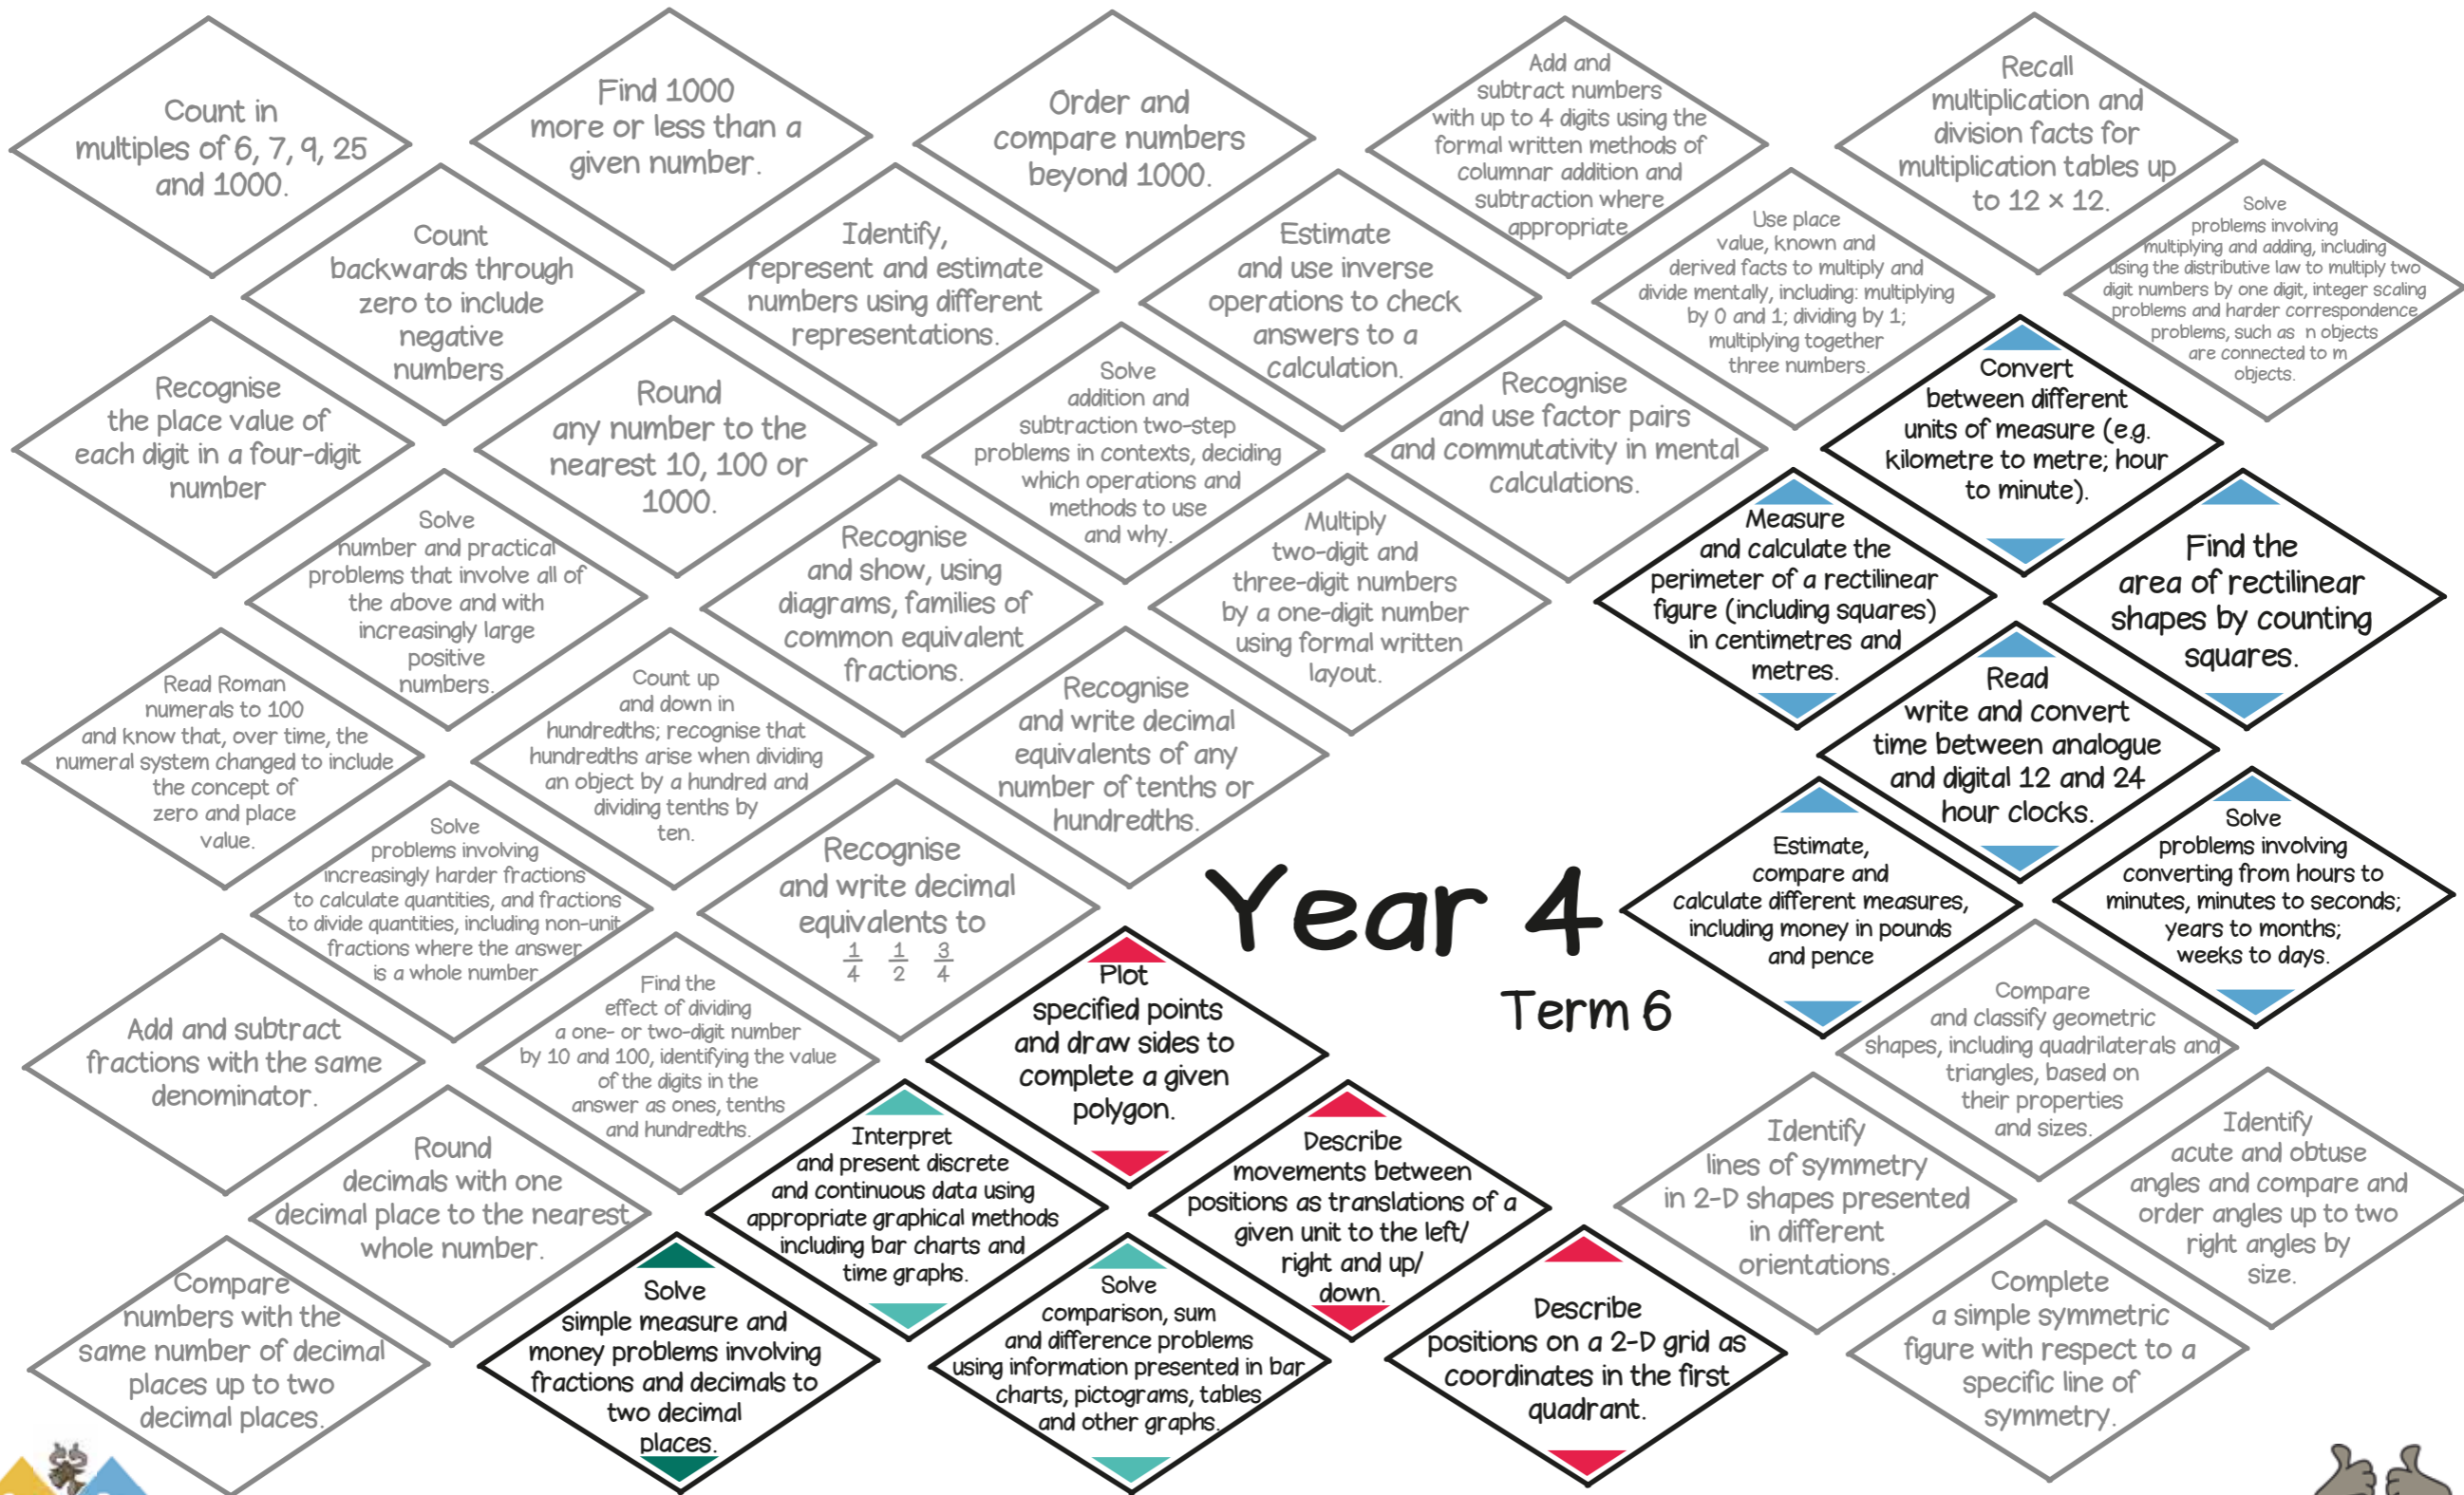 Count in
multiples of 6, 7, 9, 25
and 1000.
Find 1000
more or less than a
given number.
Order and
compare numbers
beyond 1000.
Add and
subtract numbers
with up to 4 digits using the
formal written methods of
columnar addition and
subtraction where
appropriate
Recall
multiplication and
division facts for
multiplication tables up
to 12 × 12.
Count
backwards through
zero to include
negative
numbers
Identify,
represent and estimate
numbers using different
representations.
Estimate
and use inverse
operations to check
answers to a
calculation.
Use place
value, known and
derived facts to multiply and
divide mentally, including: multiplying
by 0 and 1; dividing by 1;
multiplying together
three numbers.
Solve
problems involving
multiplying and adding, including
using the distributive law to multiply two
digit numbers by one digit, integer scaling
problems and harder correspondence
problems, such as n objects
are connected to m
objects.
Recognise
the place value of
each digit in a four-digit
number
Round
any number to the
nearest 10, 100 or
1000.
Solve
addition and
subtraction two-step
problems in contexts, deciding
which operations and
methods to use
and why.
Recognise
and use factor pairs
and commutativity in mental
calculations.
Convert
between different
units of measure (e.g.
kilometre to metre; hour
to minute).
Solve
number and practical
problems that involve all of
the above and with
increasingly large
positive
numbers.
Recognise
and show, using
diagrams, families of
common equivalent
fractions.
Multiply
two-digit and
three-digit numbers
by a one-digit number
using formal written
layout.
Measure
and calculate the
perimeter of a rectilinear
figure (including squares)
in centimetres and
metres.
Find the
area of rectilinear
shapes by counting
squares.
Read Roman
numerals to 100
and know that, over time, the
numeral system changed to include
the concept of
zero and place
value.
Count up
and down in
hundredths; recognise that
hundredths arise when dividing
an object by a hundred and
dividing tenths by
ten.
Recognise
and write decimal
equivalents of any
number of tenths or
hundredths.
Read
write and convert
time between analogue
and digital 12 and 24
hour clocks.
Solve
problems involving
increasingly harder fractions
to calculate quantities, and fractions
to divide quantities, including non-unit
fractions where the answer
is a whole number
Recognise
and write decimal
equivalents to
1/4 1/2 3/4
Year 4
Term 6
Estimate,
compare and
calculate different measures,
including money in pounds
and pence
Solve
problems involving
converting from hours to
minutes, minutes to seconds;
years to months;
weeks to days.
Add and subtract
fractions with the same
denominator.
Find the
effect of dividing
a one- or two-digit number
by 10 and 100, identifying the value
of the digits in the
answer as ones, tenths
and hundredths.
Plot
specified points
and draw sides to
complete a given
polygon.
Compare
and classify geometric
shapes, including quadrilaterals and
triangles, based on
their properties
and sizes.
Round
decimals with one
decimal place to the nearest
whole number.
Interpret
and present discrete
and continuous data using
appropriate graphical methods
including bar charts and
time graphs.
Describe
movements between
positions as translations of a
given unit to the left/
right and up/
down.
Identify
lines of symmetry
in 2-D shapes presented
in different
orientations.
Identify
acute and obtuse
angles and compare and
order angles up to two
right angles by
size.
Compare
numbers with the
same number of decimal
places up to two
decimal places.
Solve
simple measure and
money problems involving
fractions and decimals to
two decimal
places.
Solve
comparison, sum
and difference problems
using information presented in bar
charts, pictograms, tables
and other graphs.
Describe
positions on a 2-D grid as
coordinates in the first
quadrant.
Complete
a simple symmetric
figure with respect to a
specific line of
symmetry.